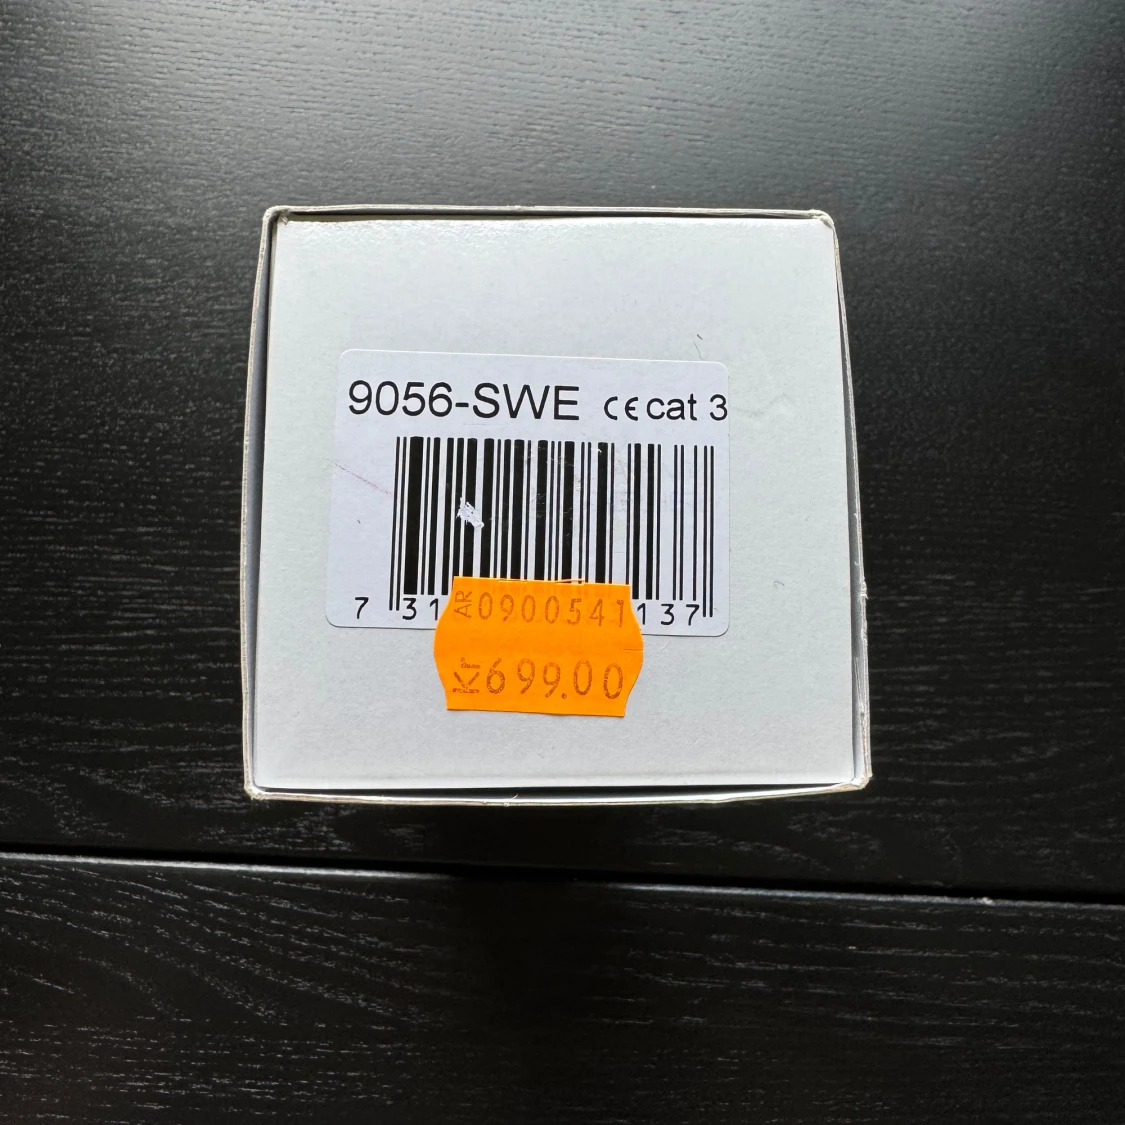 9056-SWE CE cat 3
7 31 137
AR 0900541
Kr 699.00